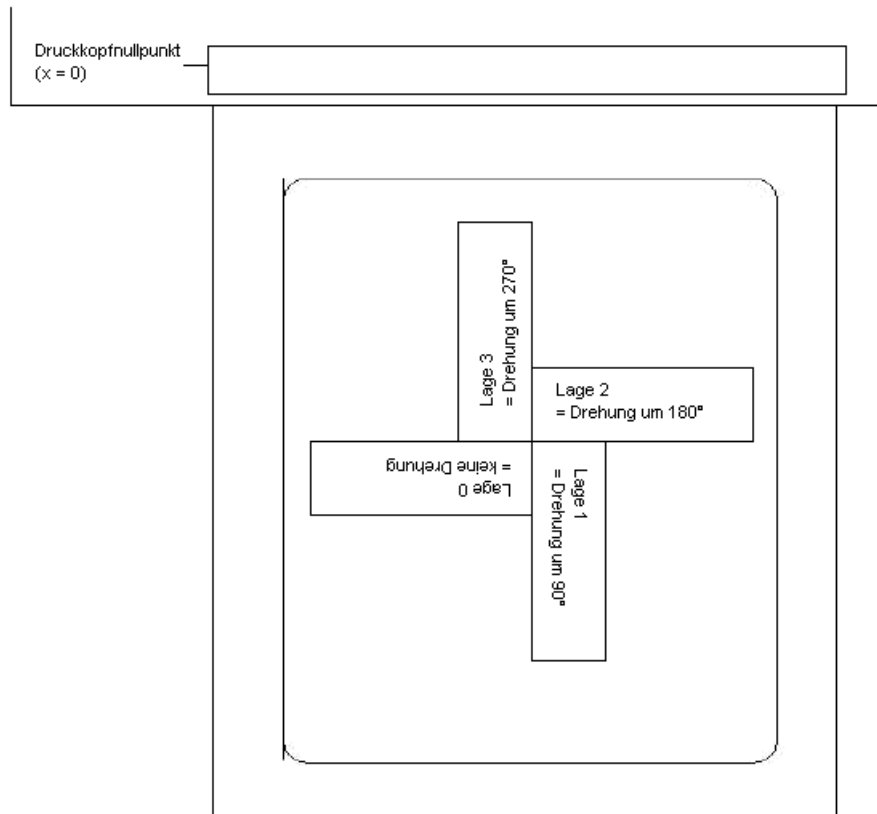 Druckkopfnullpunkt
(x = 0)
Lage 3
= Drehung um 270°
Lage 2
= Drehung um 180°
Lage 0
= keine Drehung
Lage 1
= Drehung um 90°